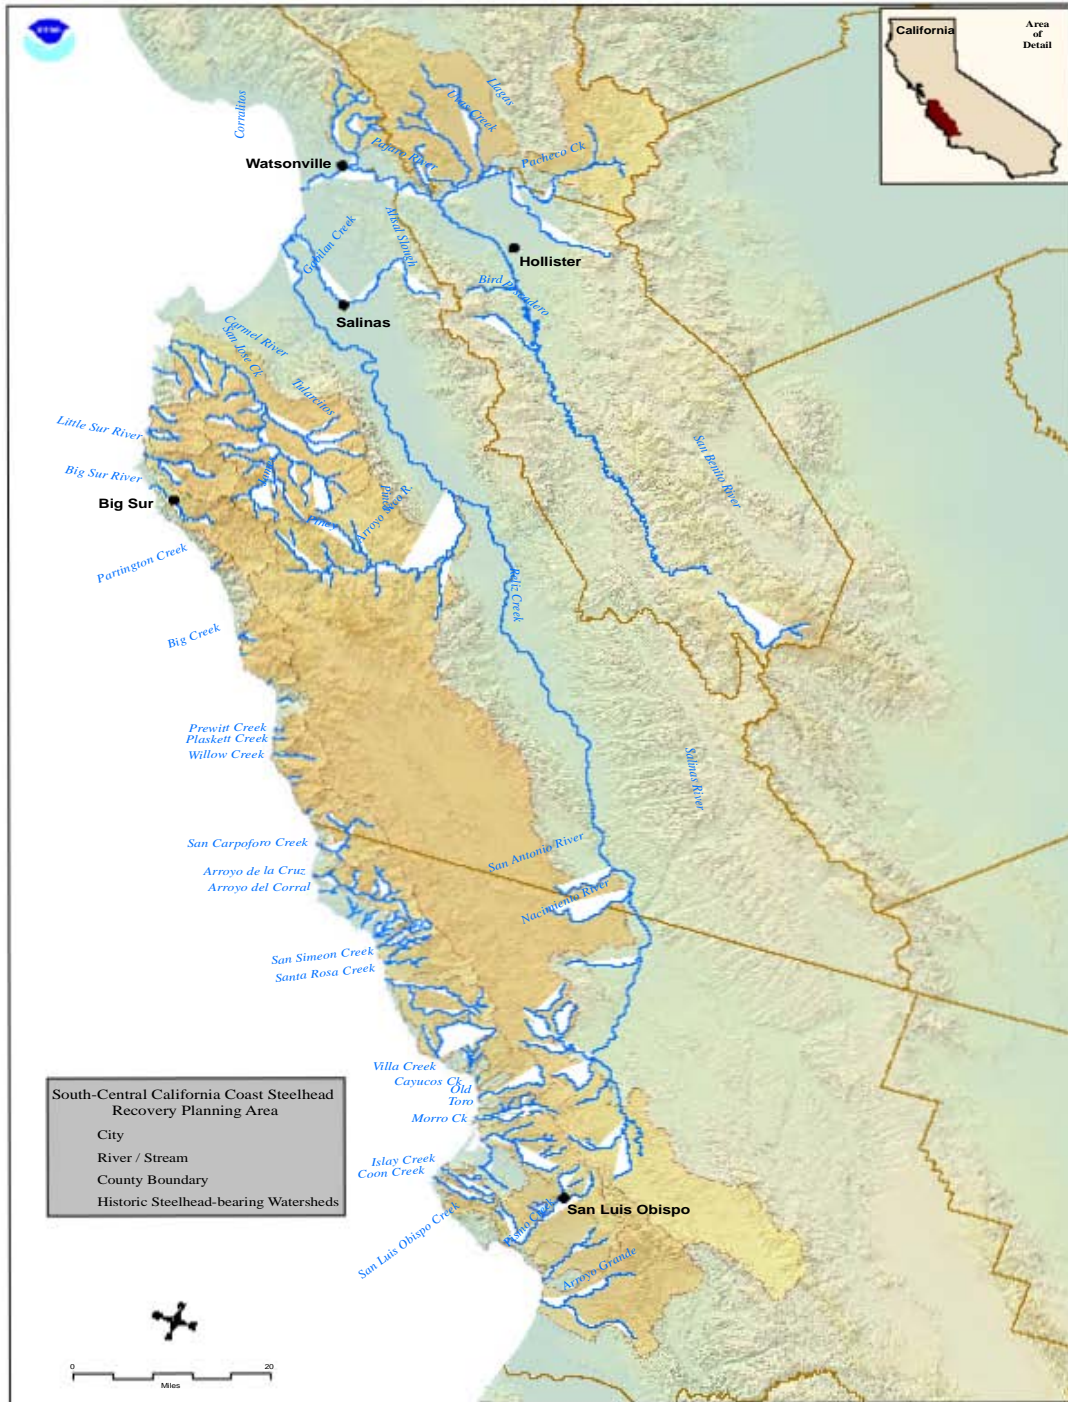 California
Area
of
Detail
Corralitos
Llagas
Uvas Creek
Pajaro River
Pacheco Ck
Watsonville
Gabilan Creek
Alisal Slough
Hollister
Bird
Pescadero
Salinas
Carmel River
San Jose Ck
Tularcitos
Little Sur River
Big Sur River
Big Sur
Piney
Arroyo Seco R.
San Benito River
Partington Creek
Reliz Creek
Big Creek
Prewitt Creek
Plaskett Creek
Willow Creek
Salinas River
San Carpoforo Creek
San Antonio River
Arroyo de la Cruz
Arroyo del Corral
Nacimiento River
San Simeon Creek
Santa Rosa Creek
Villa Creek
Cayucos Ck
Old
Toro
Morro Ck
Islay Creek
Coon Creek
San Luis Obispo
San Luis Obispo Creek
Pismo Creek
Arroyo Grande
South-Central California Coast Steelhead
Recovery Planning Area
City
River / Stream
County Boundary
Historic Steelhead-bearing Watersheds
0 20
Miles